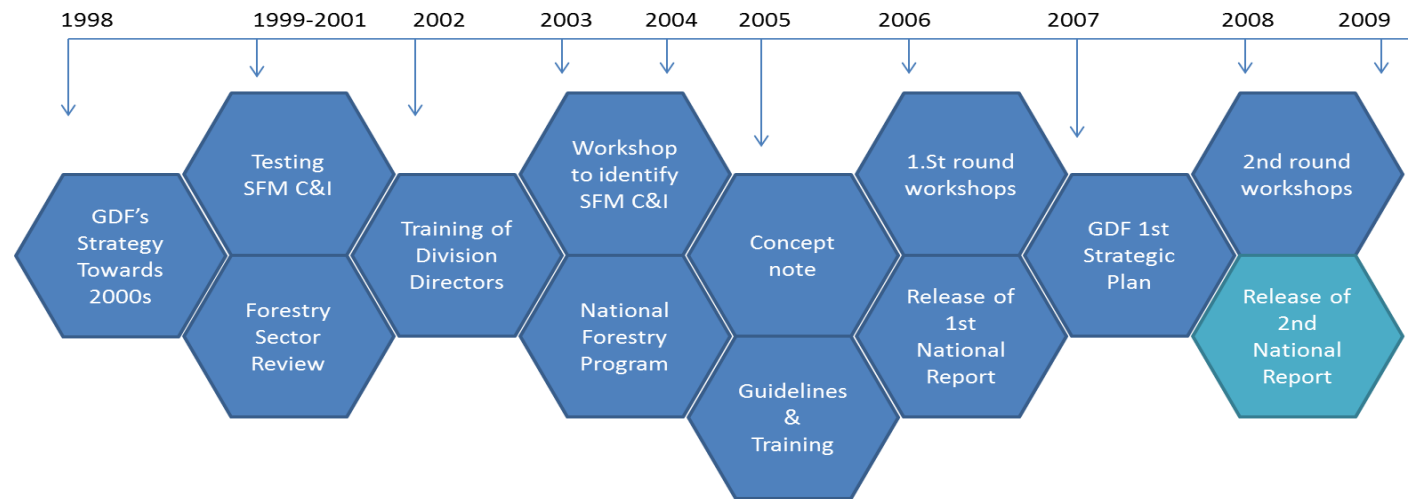 1998 1999-2001 2002 2003 2004 2005 2006 2007 2008 2009
GDF's
Strategy
Towards
2000s
Testing
SFM C&I
Forestry
Sector
Review
Training of
Division
Directors
Workshop
to identify
SFM C&I
National
Forestry
Program
Concept
note
Guidelines
&
Training
1.St round
workshops
Release of
1st
National
Report
GDF 1st
Strategic
Plan
2nd round
workshops
Release of
2nd
National
Report